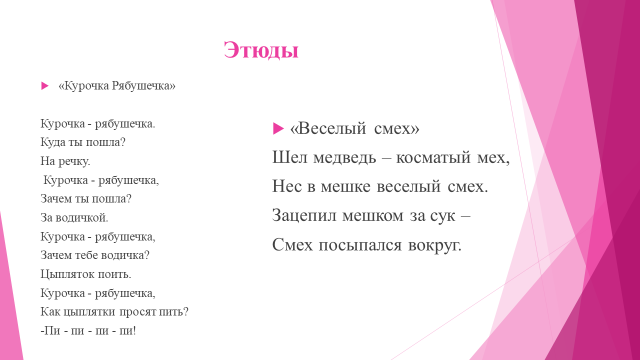 Этюды
«Курочка Рябушечка»
Курочка - рябушечка.
Куда ты пошла?
На речку.
Курочка - рябушечка,
Зачем ты пошла?
За водичкой.
Курочка - рябушечка,
Зачем тебе водичка?
Цыпляток поить.
Курочка - рябушечка,
Как цыплятки просят пить?
-Пи - пи - пи - пи!
«Веселый смех»
Шел медведь – косматый мех,
Нес в мешке веселый смех.
Зацепил мешком за сук –
Смех посыпался вокруг.